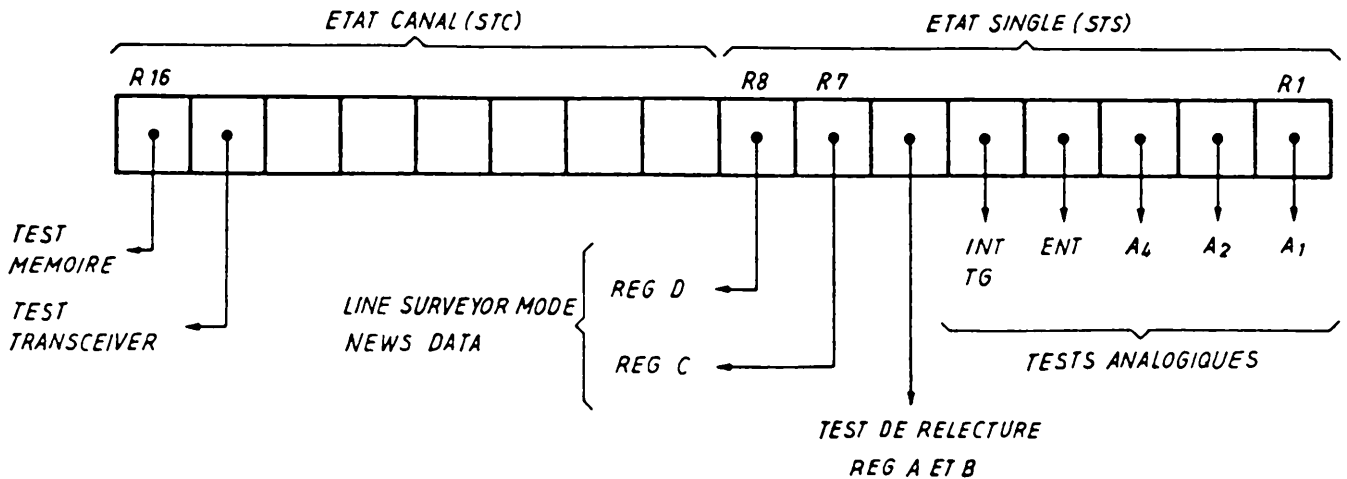 ETAT CANAL (STC)
ETAT SINGLE (STS)
R16
R8
R7
R1
TEST
MEMOIRE
TEST
TRANSCEIVER
LINE SURVEYOR MODE
NEWS DATA
REG D
REG C
INT
TG
ENT
A4
A2
A1
TESTS ANALOGIQUES
TEST DE RELECTURE
REG A ET B